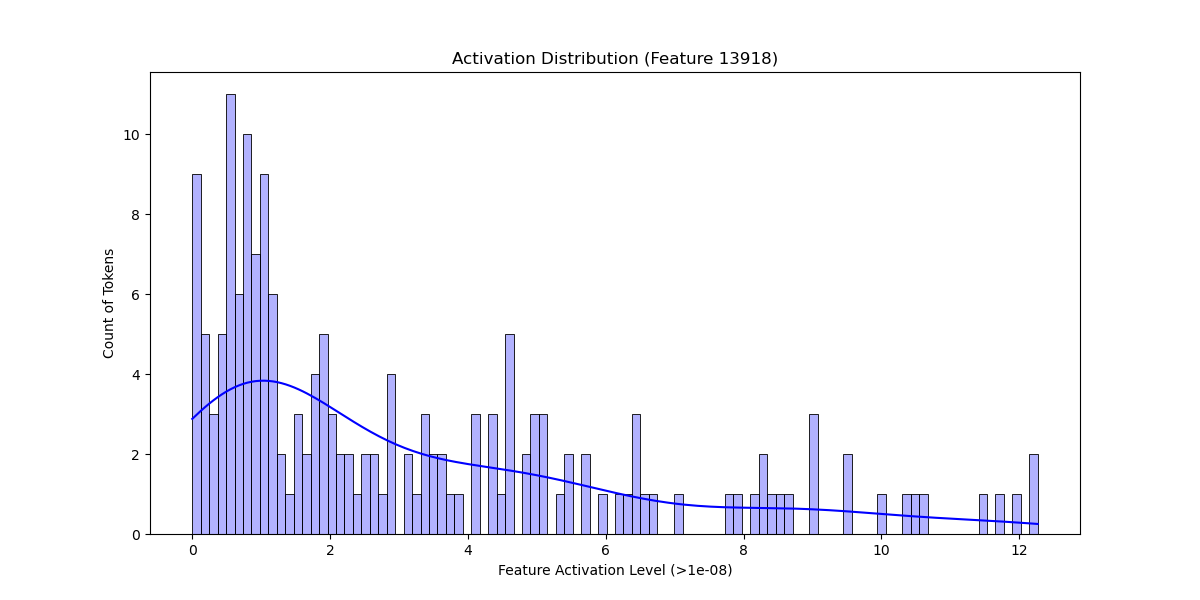 Activation Distribution (Feature 13918)
Count of Tokens
10
8
6
4
2
0
0 2 4 6 8 10 12
Feature Activation Level (>1e-08)